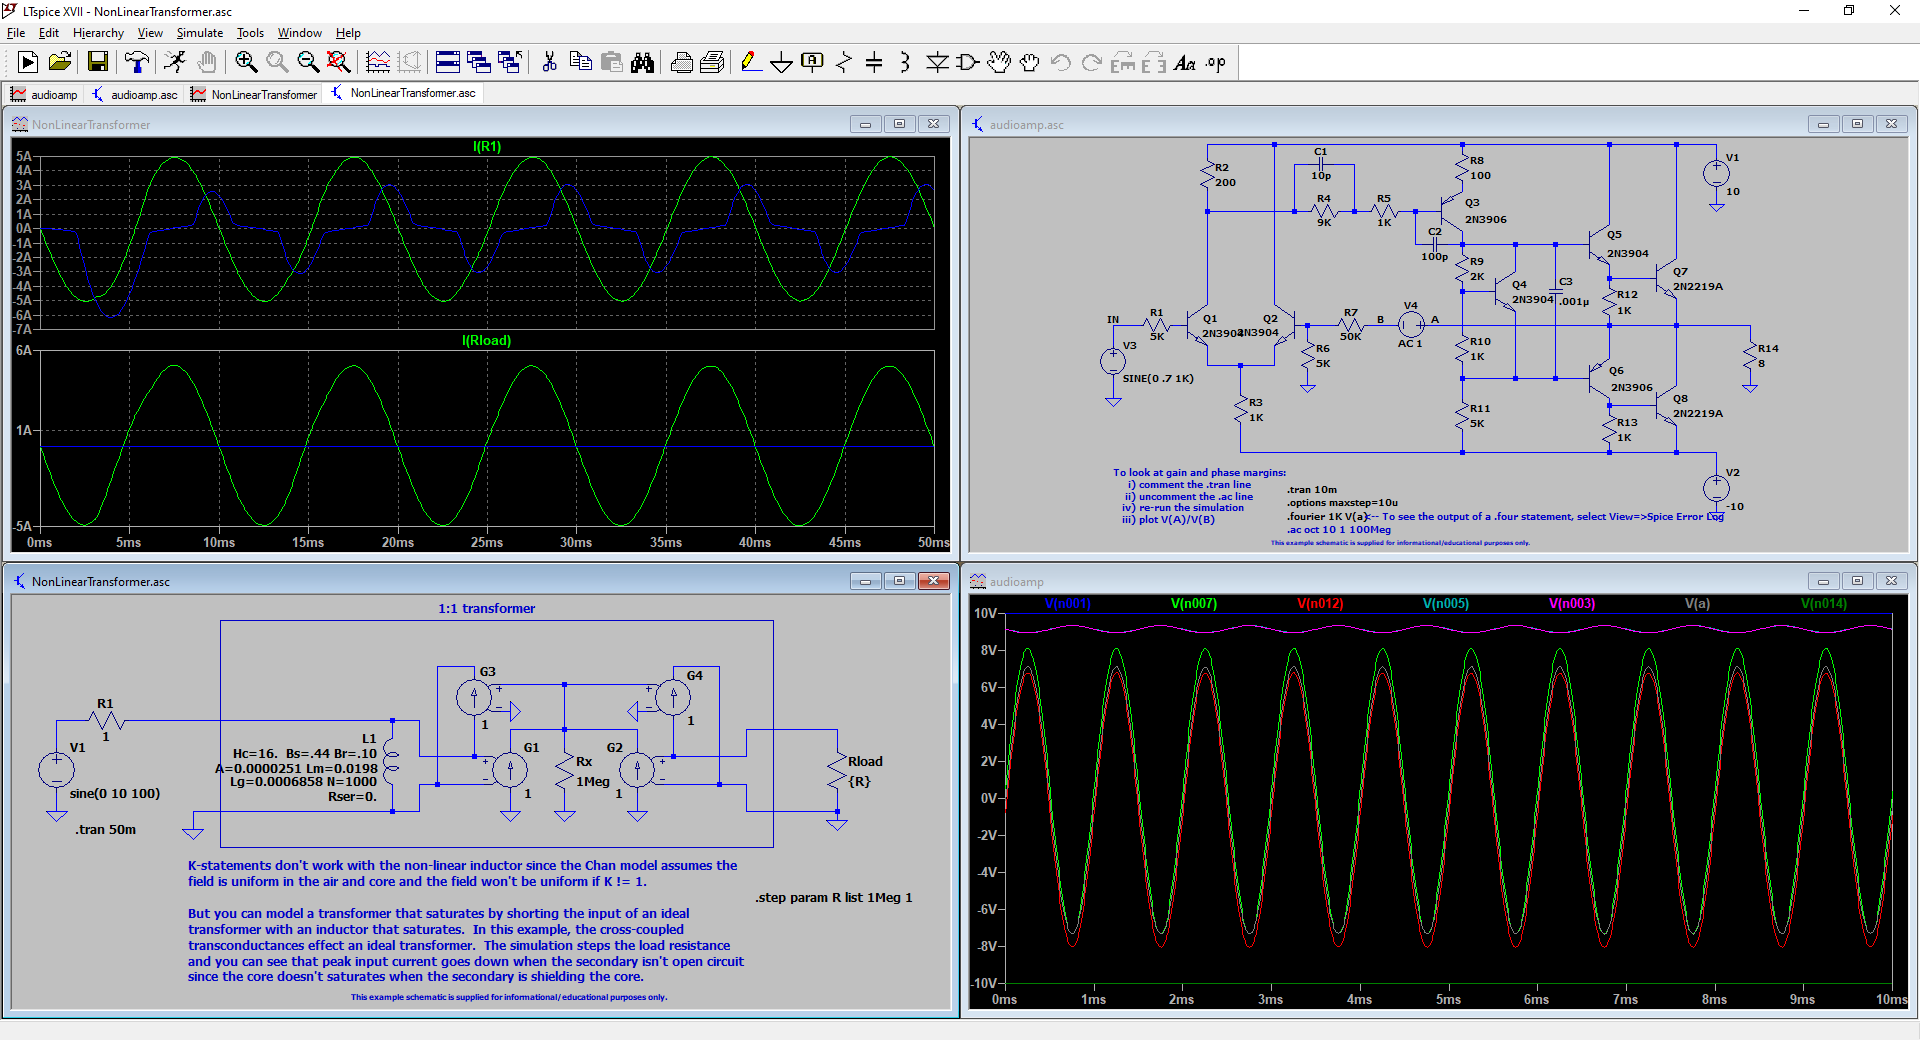 LTspice XVII - NonLinearTransformer.asc
File Edit Hierarchy View Simulate Tools Window Help
.op
audioamp audioamp.asc NonLinearTransformer NonLinearTransformer.asc
NonLinearTransformer
I(R1)
5A
4A
3A
2A
1A
0A
-1A
-2A
-3A
-4A
-5A
-6A
-7A
I(Rload)
6A
1A
-5A
0ms 5ms 10ms 15ms 20ms 25ms 30ms 35ms 40ms 45ms 50ms
audioamp.asc
C1
10p
R2
200
R4
9K
R5
1K
R8
100
V1
10
Q3
2N3906
C2
100p
Q5
2N3904
R9
2K
Q4
2N3904
C3
.001µ
Q7
2N2219A
R12
1K
IN
R1
5K
V3
SINE(0 .7 1K)
Q1
2N3904
Q2
2N3904
R7
50K
B
V4
A
AC 1
R6
5K
R10
1K
R14
8
Q6
2N3906
R3
1K
R11
5K
Q8
2N2219A
R13
1K
V2
-10
To look at gain and phase margins:
i) comment the .tran line
ii) uncomment the .ac line
iv) re-run the simulation
iii) plot V(A)/V(B)
.tran 10m
.options maxstep=10u
.fourier 1K V(a) <-- To see the output of a .four statement, select View=>Spice Error Log
.ac oct 10 1 100Meg
This example schematic is supplied for informational/educational purposes only.
NonLinearTransformer.asc
1:1 transformer
R1
1
V1
sine(0 10 100)
.tran 50m
L1
Hc=16. Bs=.44 Br=.10
A=0.0000251 Lm=0.0198
Lg=0.0006858 N=1000
Rser=0.
G3
1
G4
1
G1
1
Rx
1Meg
G2
1
Rload
{R}
K-statements don't work with the non-linear inductor since the Chan model assumes the
field is uniform in the air and core and the field won't be uniform if K != 1.
.step param R list 1Meg 1
But you can model a transformer that saturates by shorting the input of an ideal
transformer with an inductor that saturates. In this example, the cross-coupled
transconductances effect an ideal transformer. The simulation steps the load resistance
and you can see that peak input current goes down when the secondary isn't open circuit
since the core doesn't saturates when the secondary is shielding the core.
This example schematic is supplied for informational/educational purposes only.
audioamp
V(n001) V(n007) V(n012) V(n005) V(n003) V(a) V(n014)
10V
8V
6V
4V
2V
0V
-2V
-4V
-6V
-8V
-10V
0ms 1ms 2ms 3ms 4ms 5ms 6ms 7ms 8ms 9ms 10ms